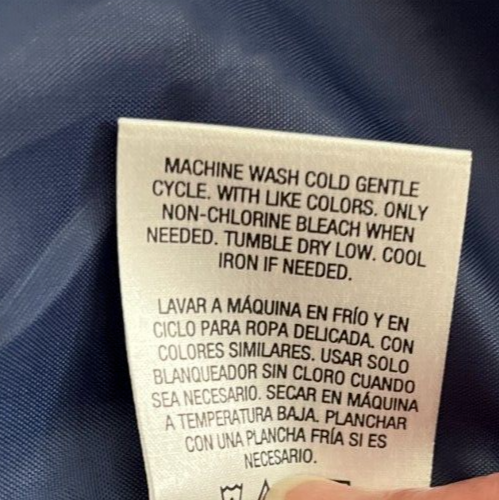 MACHINE WASH COLD GENTLE
CYCLE. WITH LIKE COLORS. ONLY
NON-CHLORINE BLEACH WHEN
NEEDED. TUMBLE DRY LOW. COOL
IRON IF NEEDED.
LAVAR A MÁQUINA EN FRÍO Y EN
CICLO PARA ROPA DELICADA. CON
COLORES SIMILARES. USAR SOLO
BLANQUEADOR SIN CLORO CUANDO
SEA NECESARIO. SECAR EN MÁQUINA
A TEMPERATURA BAJA. PLANCHAR
CON UNA PLANCHA FRÍA SI ES
NECESARIO.